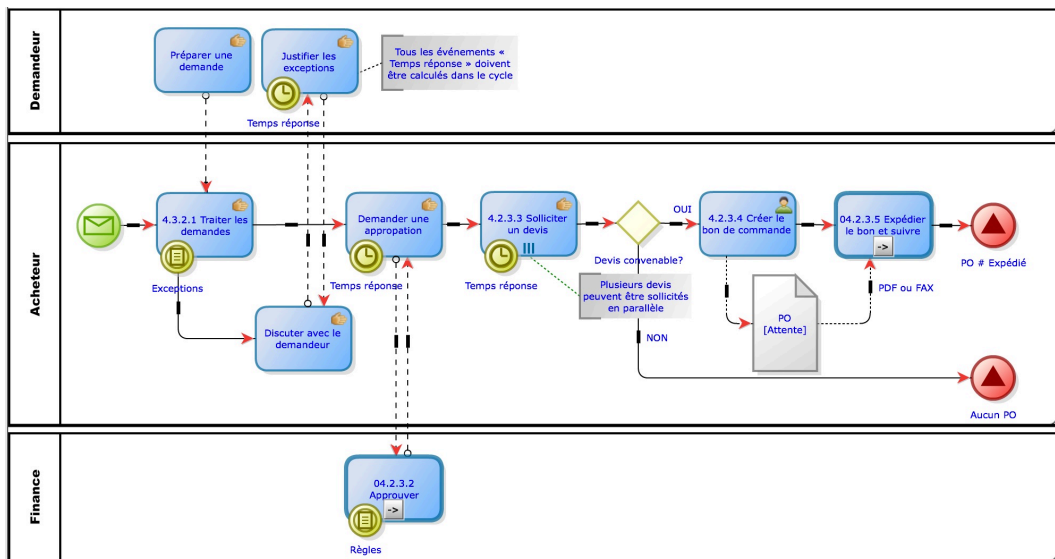 Demandeur
Préparer une
demande
Justifier les
exceptions
Temps réponse
Tous les événements «
Temps réponse » doivent
être calculés dans le cycle
Acheteur
4.3.2.1 Traiter les
demandes
Exceptions
Discuter avec le
demandeur
Demander une
appropation
Temps réponse
4.2.3.3 Solliciter
un devis
Temps réponse
Plusieurs devis
peuvent être sollicités
en parallèle
Devis convenable?
OUI
NON
4.2.3.4 Créer le
bon de commande
PO
[Attente]
04.2.3.5 Expédier
le bon et suivre
->
PDF ou FAX
PO # Expédié
Aucun PO
Finance
04.2.3.2
Approuver
->
Règles